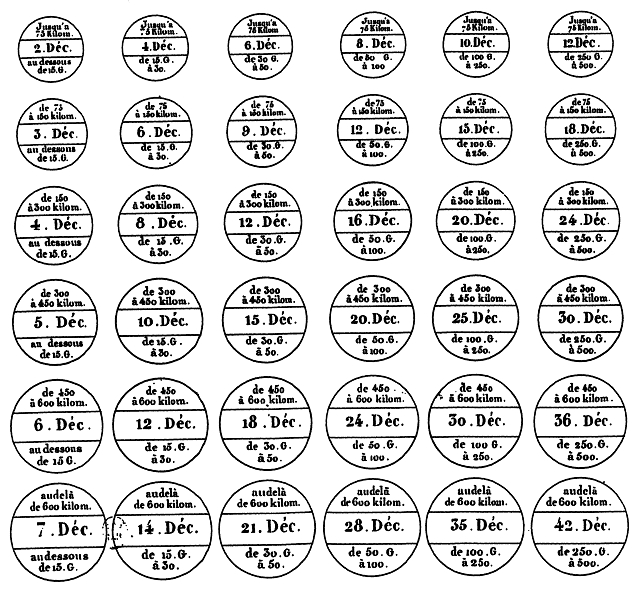 Jusqu'a
75 Kilom.
2.Déc.
au dessous
de 15.G.
Jusqu'a
75 Kilom.
4.Déc.
de 15.G.
à 30.
Jusqu'a
75 Kilom
6.Déc.
de 30 G.
à 50.
Jusqu'a
75 Kilom.
8.Déc.
de 50 G.
à 100
Jusqu'a
75 Kilom.
10.Déc.
de 100 G
à 250.
Jusqu'a
75 Kilom.
12.Déc.
de 250 G
à 500.
de 75
à 150 kilom.
3.Déc.
au dessous
de 15.G.
de 75
à 150 kilom.
6.Déc.
de 15.G.
à 30.
de 75
à 150 kilom.
9.Déc.
de 30.G.
à 50.
de 75
à 150 kilom.
12.Déc.
de 50.G.
à 100.
de 75
à 150 kilom.
15.Déc.
de 100.G.
à 250.
de 75
à 150 kilom.
18.Déc.
de 250.G.
à 500.
de 150
à 300 kilom.
4.Déc.
au dessous
de 15.G.
de 150
à 300 kilom.
8.Déc.
de 15.G.
à 30.
de 150
à 300 kilom.
12.Déc.
de 30.G.
à 50.
de 150
à 300 kilom.
16.Déc.
de 50.G.
à 100.
de 150
à 300 kilom.
20.Déc.
de 100.G.
à 250.
de 150
à 300 kilom.
24.Déc.
de 250.G.
à 500.
de 300
à 450 kilom.
5.Déc.
au dessous
de 15.G.
de 300
à 450 kilom.
10.Déc.
de 15.G.
à 30.
de 300
à 450 kilom.
15.Déc.
de 30.G.
à 50.
de 300
à 450 kilom.
20.Déc.
de 50.G.
à 100.
de 300
à 450 kilom.
25.Déc.
de 100.G.
à 250.
de 300
à 450 kilom.
30.Déc.
de 250.G.
à 500.
de 450
à 600 kilom.
6.Déc.
au dessous
de 15 G.
de 450
à 600 kilom.
12.Déc.
de 15.G.
à 30.
de 450
à 600 kilom.
18.Déc.
de 30.G.
à 50.
de 450
à 600 kilom.
24.Déc.
de 50.G.
à 100.
de 450
à 600 kilom.
30.Déc.
de 100 G
à 250.
de 450
à 600 kilom.
36.Déc.
de 250.G.
à 500.
audelà
de 600 kilom.
7.Déc.
au dessous
de 15.G.
audelà
de 600 kilom.
14.Déc.
de 15.G.
à 30.
audelà
de 600 kilom.
21.Déc.
de 30.G.
à 50.
audelà
de 600 kilom.
28.Déc.
de 50.G.
à 100.
audelà
de 600 kilom.
35.Déc.
de 100.G.
à 250.
audelà
de 600 kilom.
42.Déc.
de 250.G.
à 500.